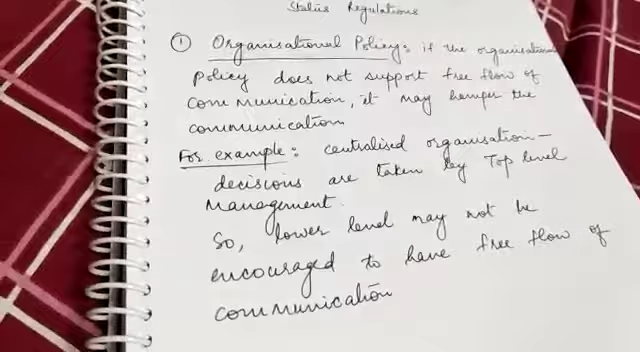 Status Regulations
① Organisational Policy: if the organisational
Policy does not support free flow of
communication, it may hamper the
communication
For example: centralised organisation –
decisions are taken by Top level
Management.
So, lower level may not be
encouraged to have free flow of
communication